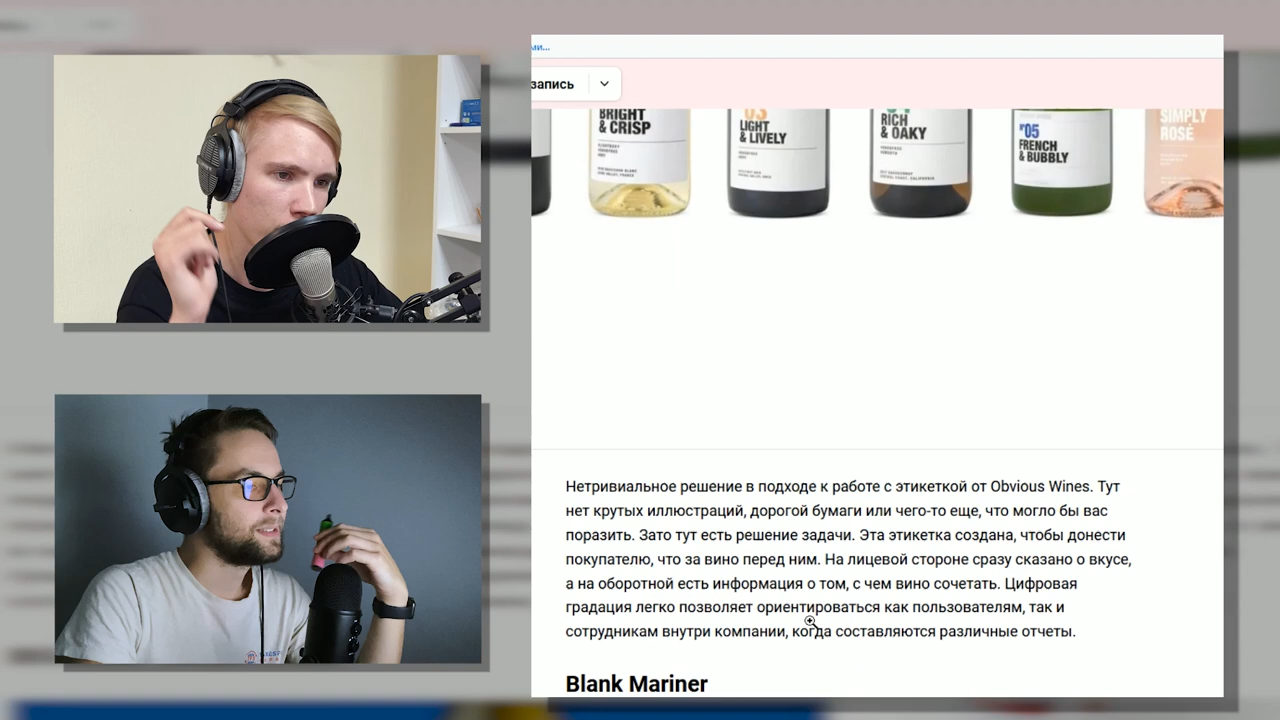 ми...
запись
BRIGHT
& CRISP
03
LIGHT
& LIVELY
RICH
& OAKY
№05
FRENCH
& BUBBLY
SIMPLY
ROSÉ
Нетривиальное решение в подходе к работе с этикеткой от Obvious Wines. Тут
нет крутых иллюстраций, дорогой бумаги или чего-то еще, что могло бы вас
поразить. Зато тут есть решение задачи. Эта этикетка создана, чтобы донести
покупателю, что за вино перед ним. На лицевой стороне сразу сказано о вкусе,
а на оборотной есть информация о том, с чем вино сочетать. Цифровая
градация легко позволяет ориентироваться как пользователям, так и
сотрудникам внутри компании, когда составляются различные отчеты.
Blank Mariner